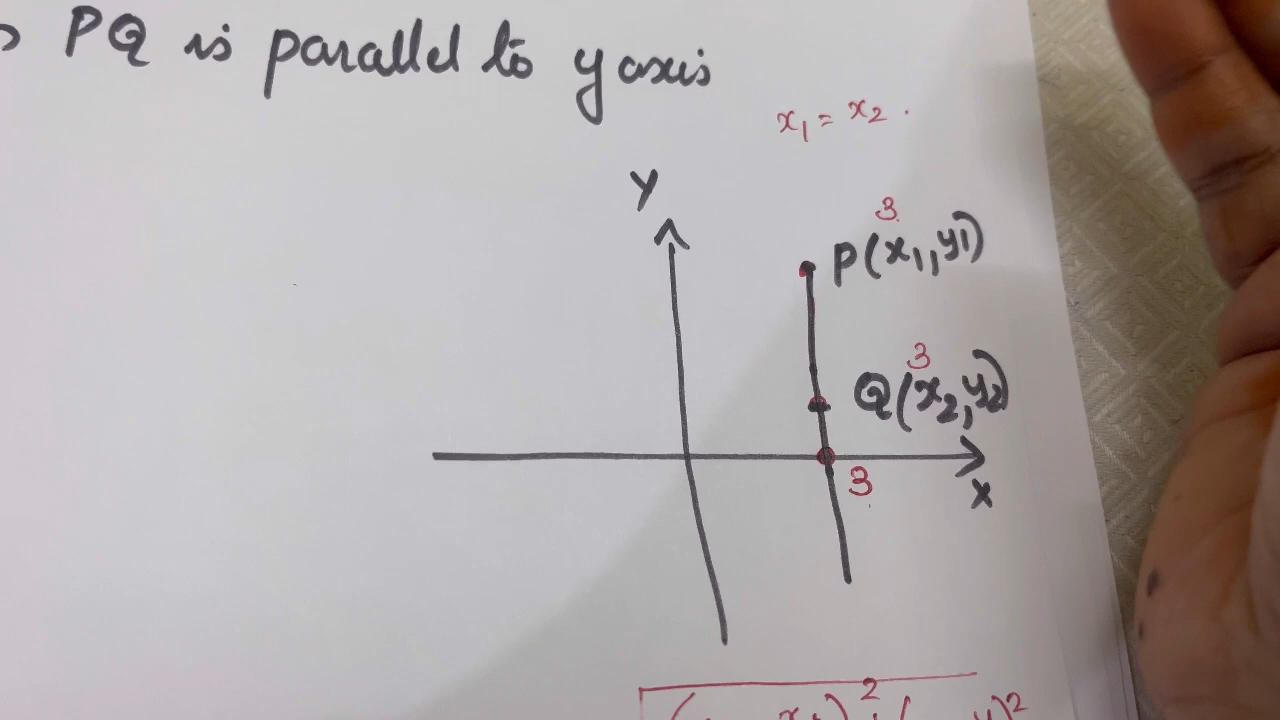 PQ is parallel to y axis
x₁ = x₂ .
Y
3
P(x₁, y1)
3
Q(x₂, y₂)
3
X